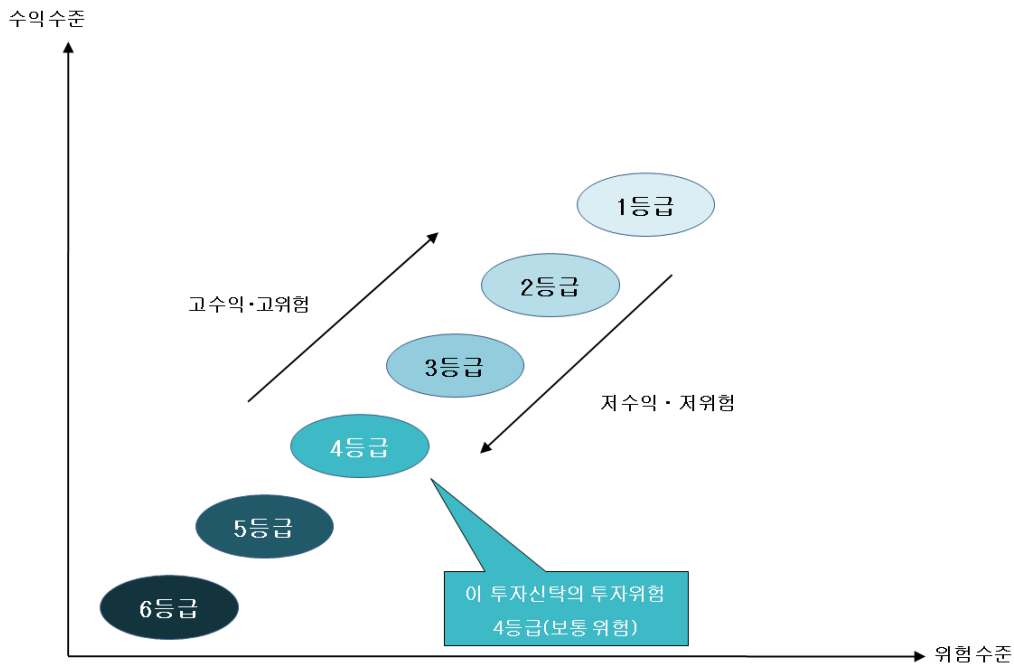 수익수준
1등급
2등급
고수익·고위험
3등급
저수익 · 저위험
4등급
5등급
이 투자신탁의 투자위험
4등급(보통 위험)
6등급
위험수준